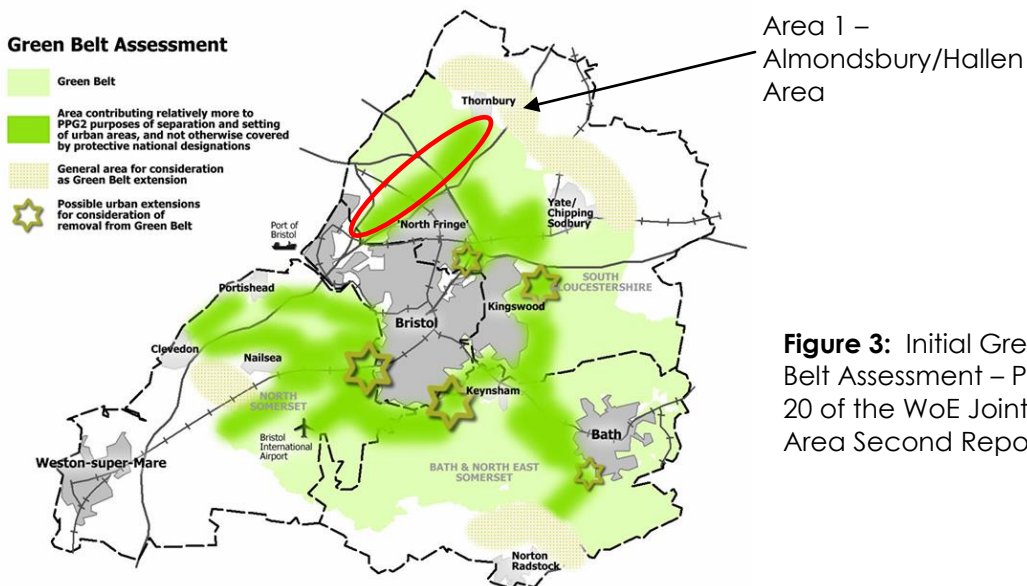 Green Belt Assessment
Green Belt
Area contributing relatively more to
PPG2 purposes of separation and setting
of urban areas, and not otherwise covered
by protective national designations
General area for consideration
as Green Belt extension
Possible urban extensions
for consideration of
removal from Green Belt
Area 1 –
Almondsbury/Hallen
Area
Thornbury
Yate/
Chipping
Sodbury
'North Fringe'
Port of
Bristol
SOUTH
GLOUCESTERSHIRE
Portishead
Kingswood
Bristol
Clevedon
Nailsea
Keynsham
NORTH
SOMERSET
Bristol
International
Airport
Bath
Weston-super-Mare
BATH & NORTH EAST
SOMERSET
Norton
Radstock
Figure 3: Initial Gre
Belt Assessment – P
20 of the WoE Joint
Area Second Repo